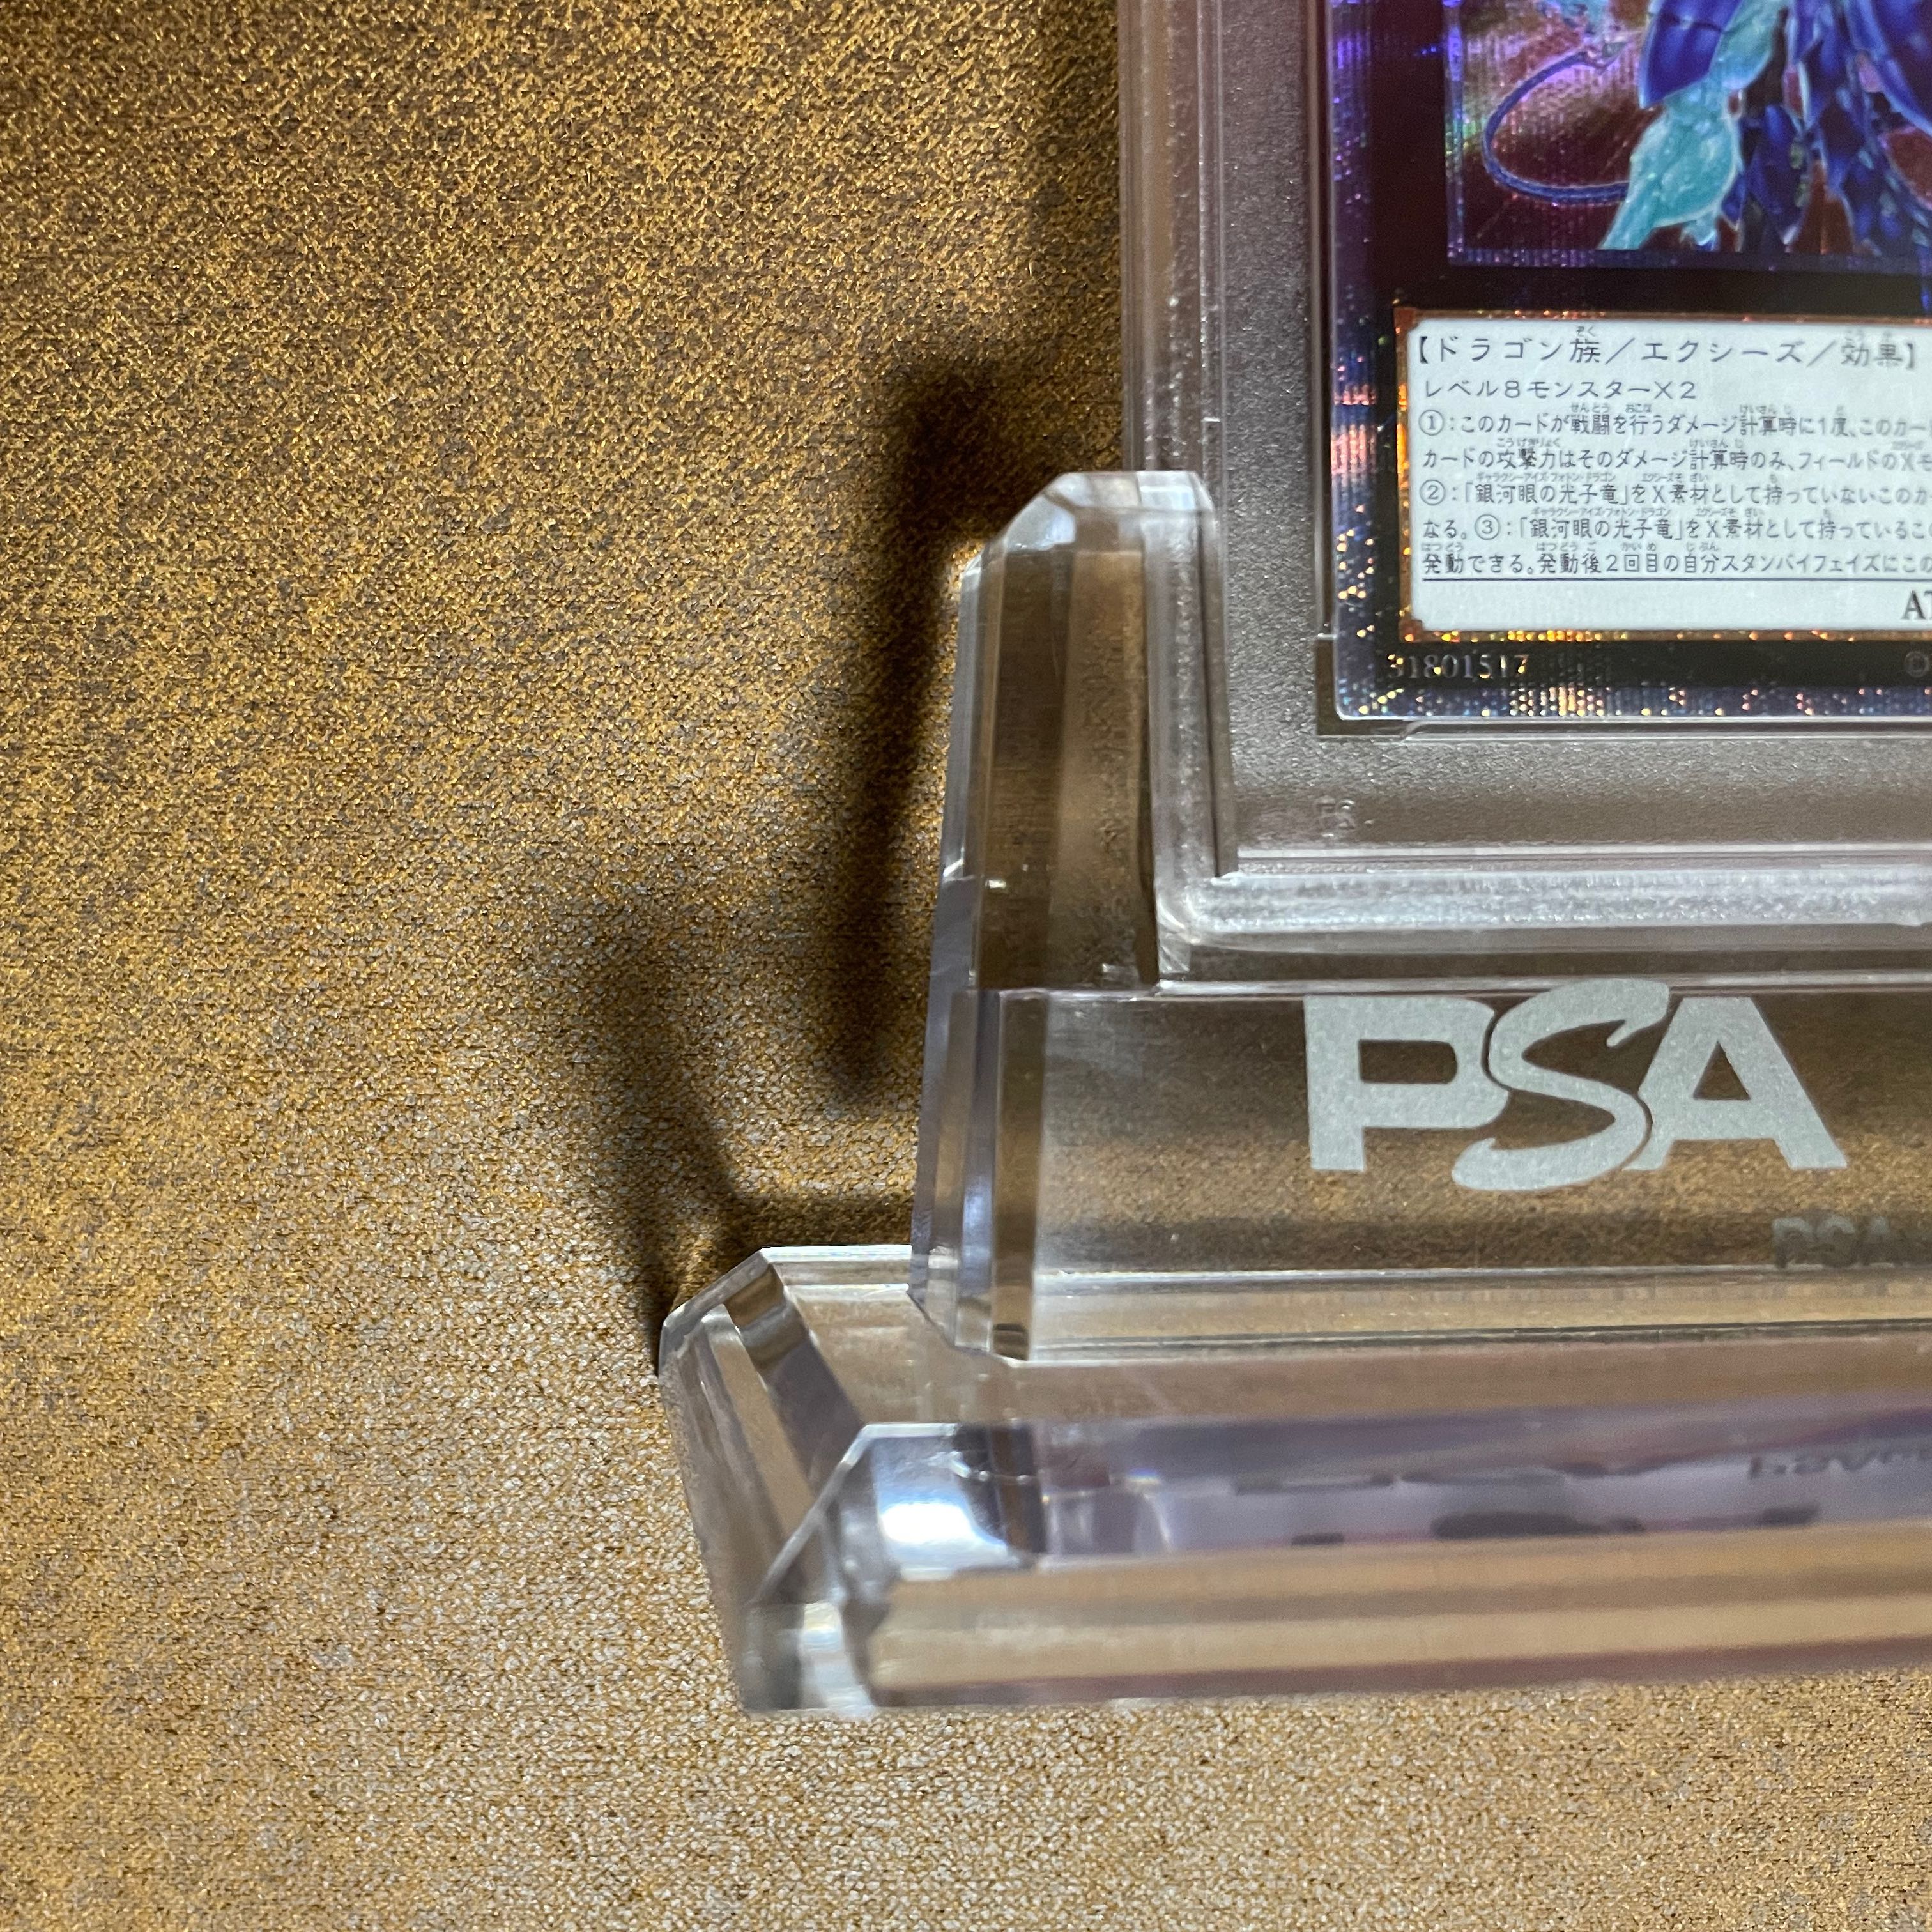 【ドラゴン族／エクシーズ／効果】
レベル8モンスター×2
①：このカードが戦闘を行うダメージ計算時に1度、このカー
カードの攻撃力はそのダメージ計算時のみ、フィールドのXモ
②：「銀河眼の光子竜」をX素材として持っていないこのカ
なる。③：「銀河眼の光子竜」をX素材として持っているこ
発動できる。発動後2回目の自分スタンバイフェイズにこの
31801517
PSA